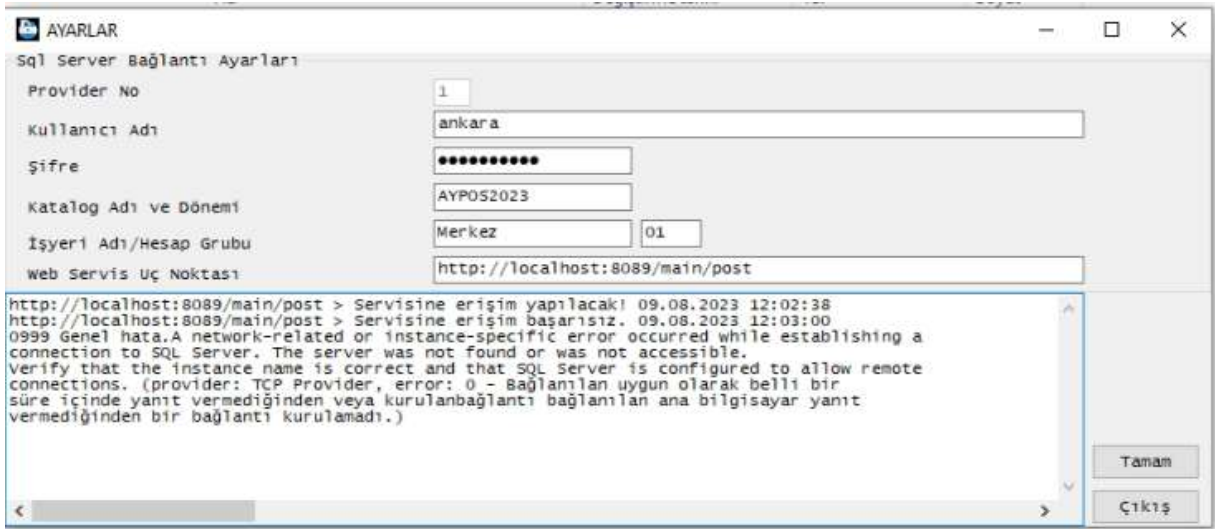 AYARLAR
Sql Server Bağlantı Ayarları
Provider No 1
Kullanıcı Adı ankara
Şifre ●●●●●●●●●●
Katalog Adı ve Dönemi AYPOS2023
İşyeri Adı/Hesap Grubu Merkez 01
Web Servis Uç Noktası http://localhost:8089/main/post
http://localhost:8089/main/post > Servisine erişim yapılacak! 09.08.2023 12:02:38
http://localhost:8089/main/post > Servisine erişim başarısız. 09.08.2023 12:03:00
0999 Genel hata.A network-related or instance-specific error occurred while establishing a
connection to SQL Server. The server was not found or was not accessible.
Verify that the instance name is correct and that SQL Server is configured to allow remote
connections. (provider: TCP Provider, error: 0 - Bağlanılan uygun olarak belli bir
süre içinde yanıt vermediğinden veya kurulanbağlantı bağlanılan ana bilgisayar yanıt
vermediğinden bir bağlantı kurulamadı.)
Tamam
Çıkış